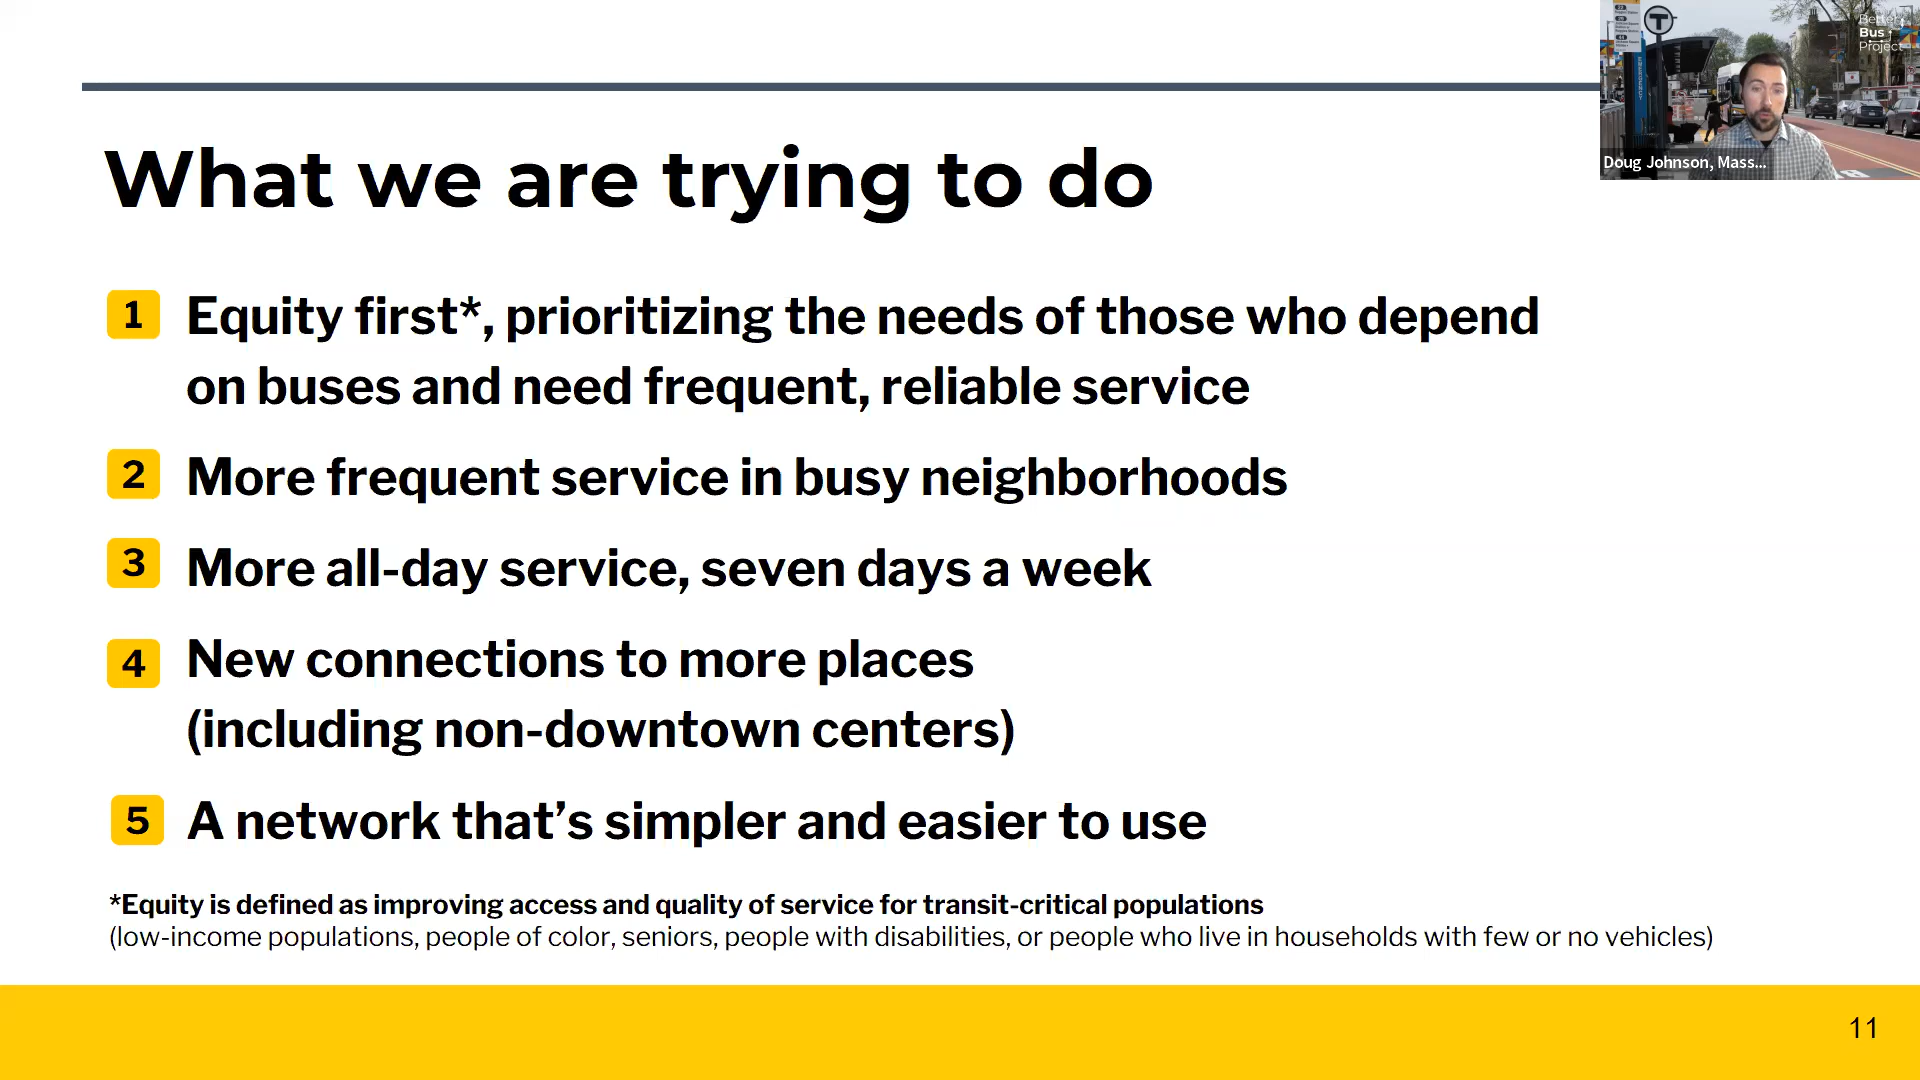 What we are trying to do
1 Equity first*, prioritizing the needs of those who depend
on buses and need frequent, reliable service
2 More frequent service in busy neighborhoods
3 More all-day service, seven days a week
4 New connections to more places
(including non-downtown centers)
5 A network that’s simpler and easier to use
*Equity is defined as improving access and quality of service for transit-critical populations
(low-income populations, people of color, seniors, people with disabilities, or people who live in households with few or no vehicles)
11
T
Better
Bus
Project
Doug Johnson, Mass...